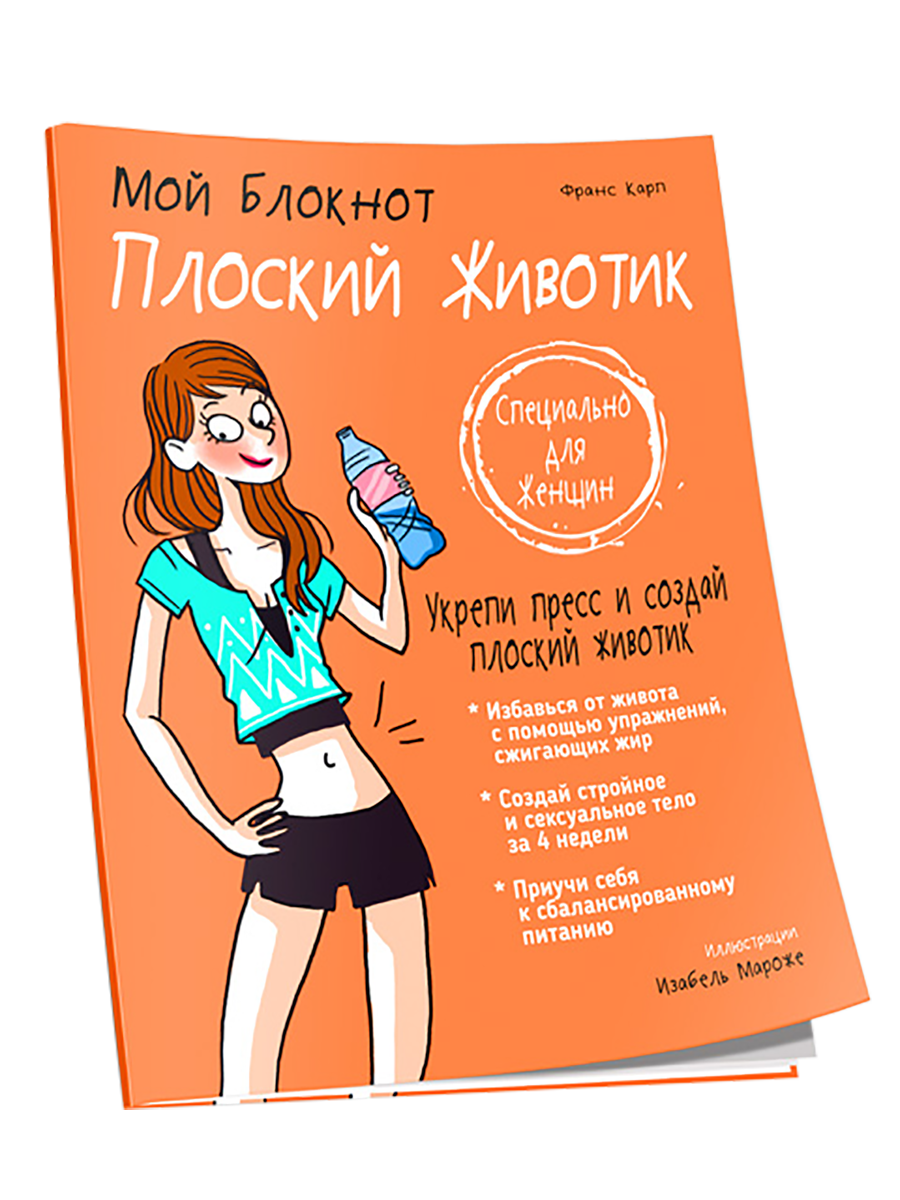 Мой Блокнот
Франс Карп
Плоский Животик
Специально
для
женщин
Укрепи пресс и создай
плоский животик
* Избавься от живота
с помощью упражнений,
сжигающих жир
* Создай стройное
и сексуальное тело
за 4 недели
* Приучи себя
к сбалансированному
питанию
Иллюстрации
Изабель Мароже